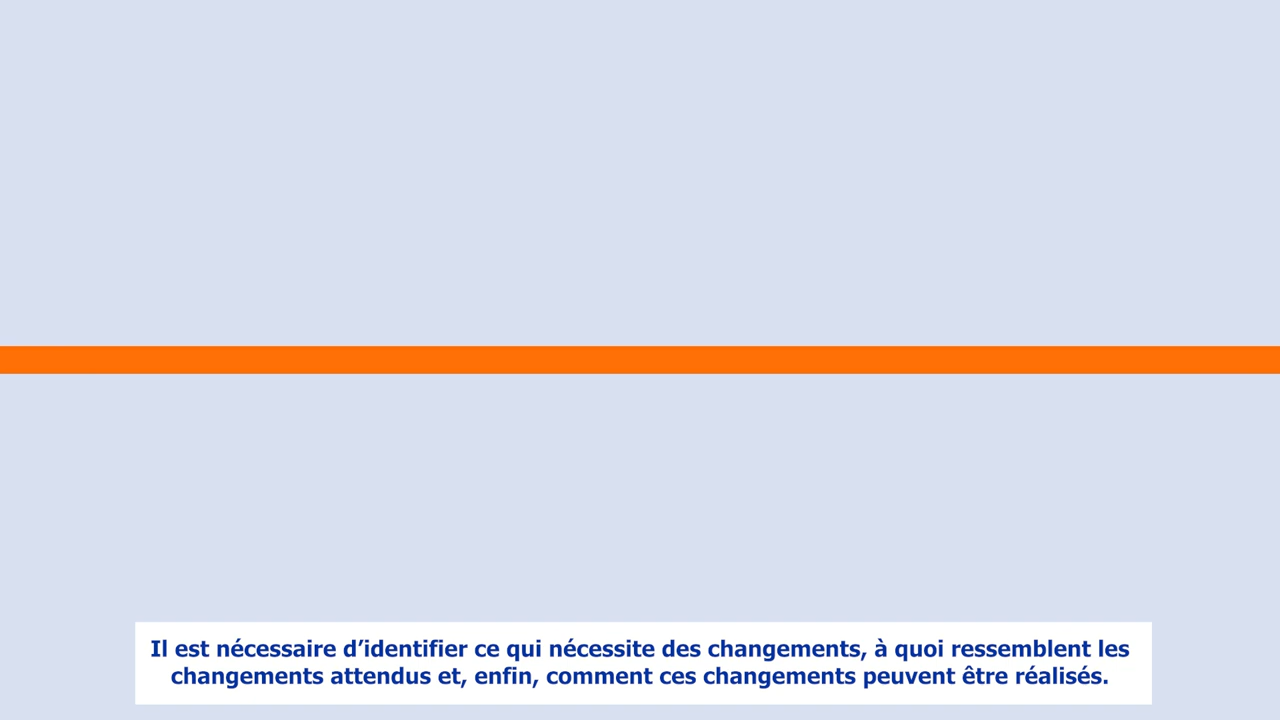 Il est nécessaire d’identifier ce qui nécessite des changements, à quoi ressemblent les
changements attendus et, enfin, comment ces changements peuvent être réalisés.